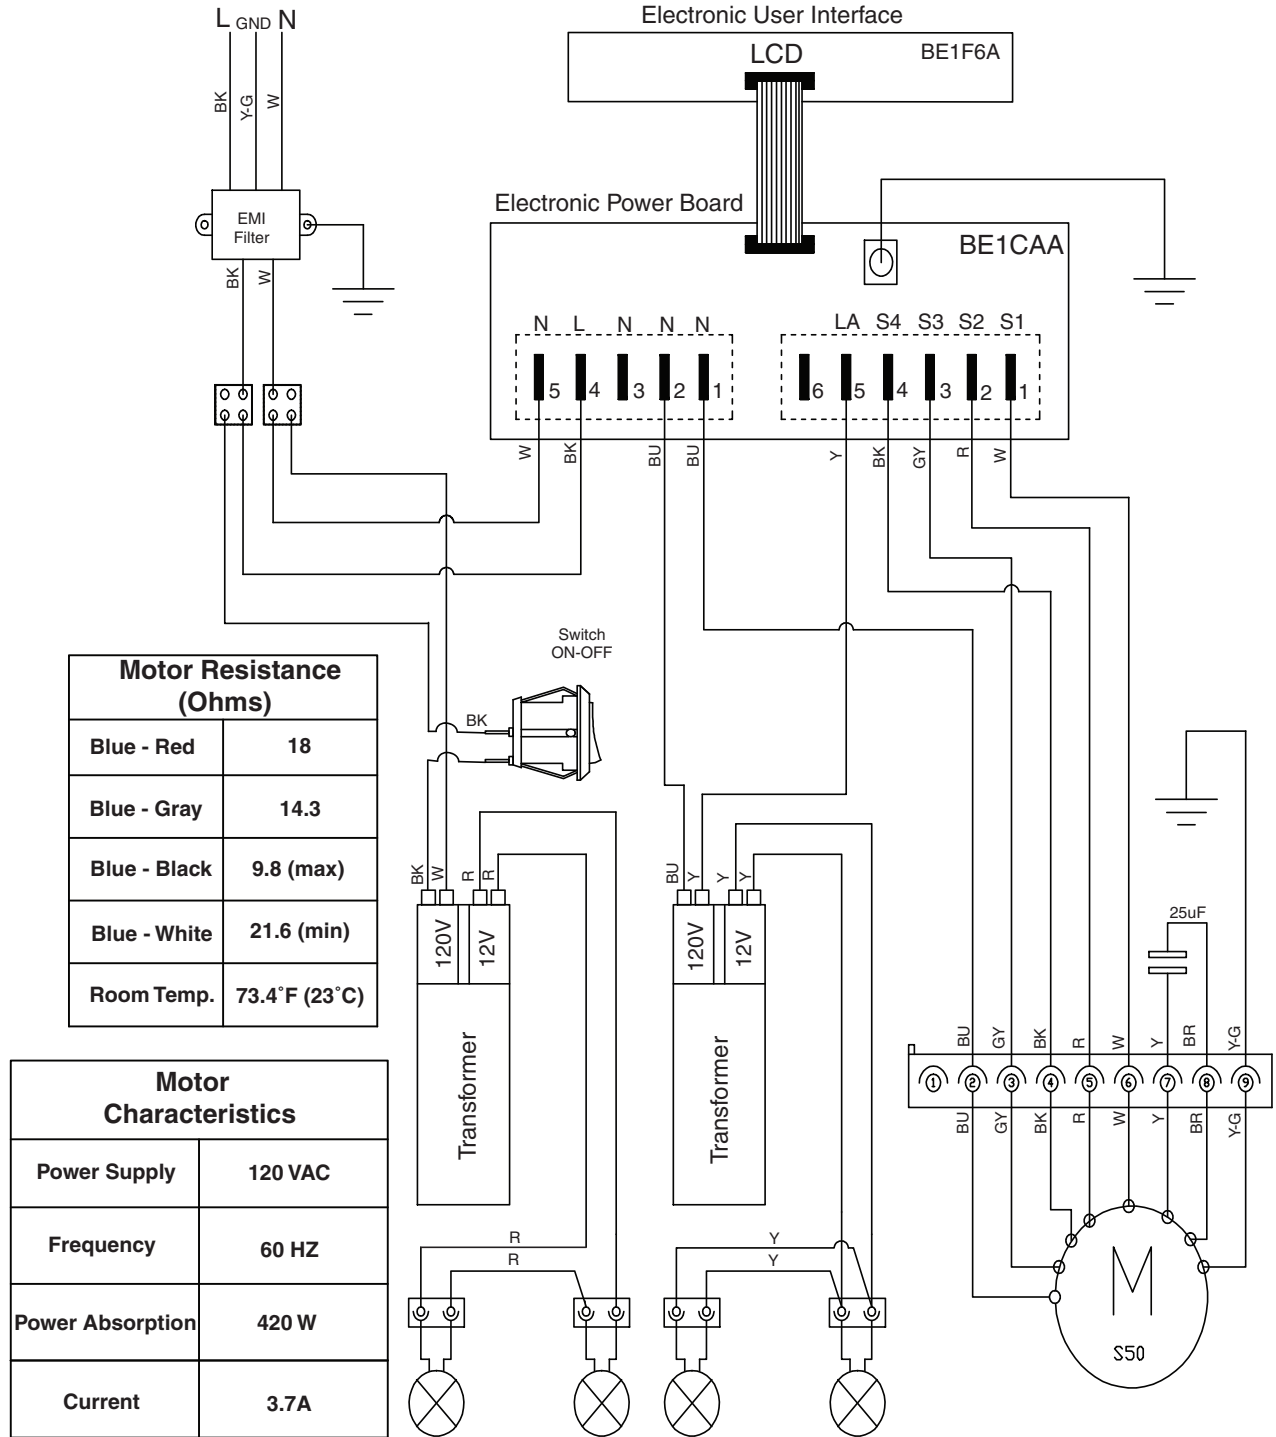 Electronic User Interface
L GND N
LCD
BE1F6A
BK
Y-G
W
Electronic Power Board
EMI
Filter
BE1CAA
BK
W
N L N N N
LA S4 S3 S2 S1
5 4 3 2 1
6 5 4 3 2 1
W
BK
BU
BU
Y
BK
GY
R
W
Switch
ON-OFF
BK
Motor Resistance
(Ohms)
Blue - Red 18
Blue - Gray 14.3
Blue - Black 9.8 (max)
Blue - White 21.6 (min)
Room Temp. 73.4˚F (23˚C)
BK
W
R
R
BU
Y
Y
Y
120V
12V
120V
12V
25uF
Transformer
Transformer
BU
GY
BK
R
W
Y
BR
Y-G
1 2 3 4 5 6 7 8 9
BU
GY
BK
R
W
Y
BR
Y-G
Motor
Characteristics
Power Supply 120 VAC
Frequency 60 HZ
Power Absorption 420 W
Current 3.7A
R
R
Y
Y
M
S50